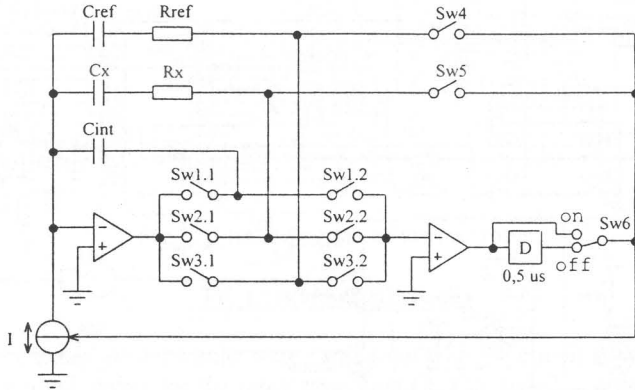 Cref
Rref
Sw4
Cx
Rx
Sw5
Cint
Sw1.1
Sw1.2
Sw2.1
Sw2.2
Sw3.1
Sw3.2
-
+
-
+
on
Sw6
D
off
0,5 us
I